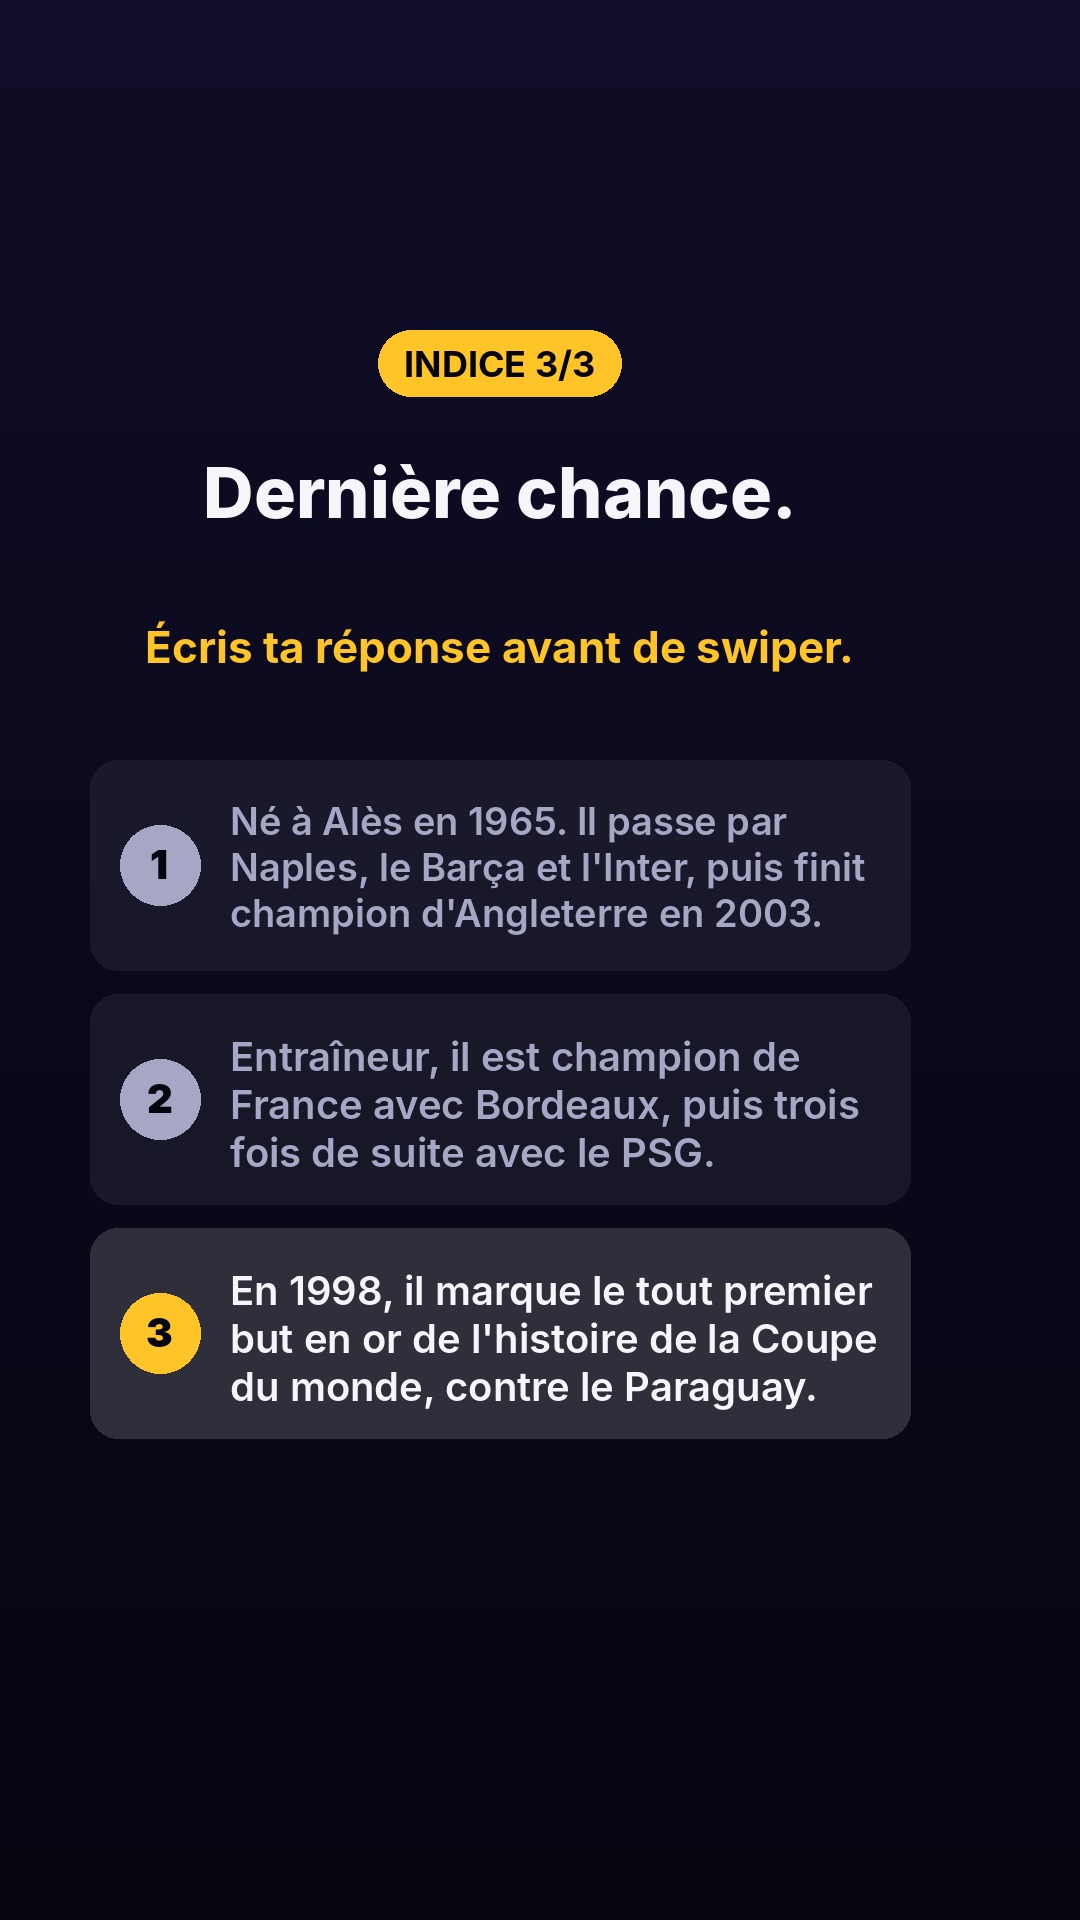 INDICE 3/3
Dernière chance.
Écris ta réponse avant de swiper.
1
Né à Alès en 1965. Il passe par
Naples, le Barça et l'Inter, puis finit
champion d'Angleterre en 2003.
2
Entraîneur, il est champion de
France avec Bordeaux, puis trois
fois de suite avec le PSG.
3
En 1998, il marque le tout premier
but en or de l'histoire de la Coupe
du monde, contre le Paraguay.